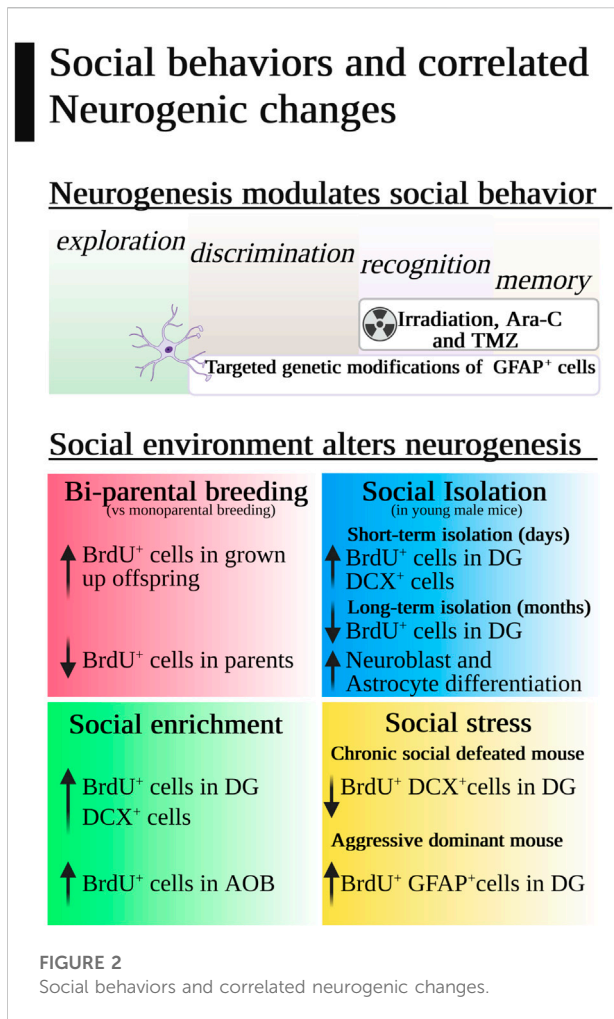 Social behaviors and correlated
Neurogenic changes
Neurogenesis modulates social behavior
exploration
discrimination
recognition
memory
Irradiation, Ara-C
and TMZ
Targeted genetic modifications of GFAP⁺ cells
Social environment alters neurogenesis
Bi-parental breeding
(vs monoparental breeding)
BrdU⁺ cells in grown
up offspring
BrdU⁺ cells in parents
Social Isolation
(in young male mice)
Short-term isolation (days)
BrdU⁺ cells in DG
DCX⁺ cells
Long-term isolation (months)
BrdU⁺ cells in DG
Neuroblast and
Astrocyte differentiation
Social enrichment
BrdU⁺ cells in DG
DCX⁺ cells
BrdU⁺ cells in AOB
Social stress
Chronic social defeated mouse
BrdU⁺ DCX⁺cells in DG
Aggressive dominant mouse
BrdU⁺ GFAP⁺cells in DG
FIGURE 2
Social behaviors and correlated neurogenic changes.